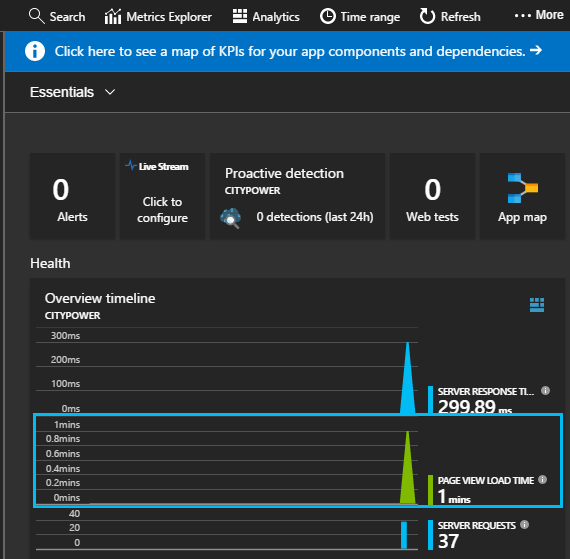 Search Metrics Explorer Analytics Time range Refresh ••• More
Click here to see a map of KPIs for your app components and dependencies. →
Essentials
0
Alerts
Live Stream
Click to
configure
Proactive detection
CITYPOWER
0 detections (last 24h)
0
Web tests
App map
Health
Overview timeline
CITYPOWER
300ms
200ms
100ms
0ms
SERVER RESPONSE TI...
299.89 ms
1mins
0.8mins
0.6mins
0.4mins
0.2mins
0mins
PAGE VIEW LOAD TIME
1 mins
40
20
0
SERVER REQUESTS
37